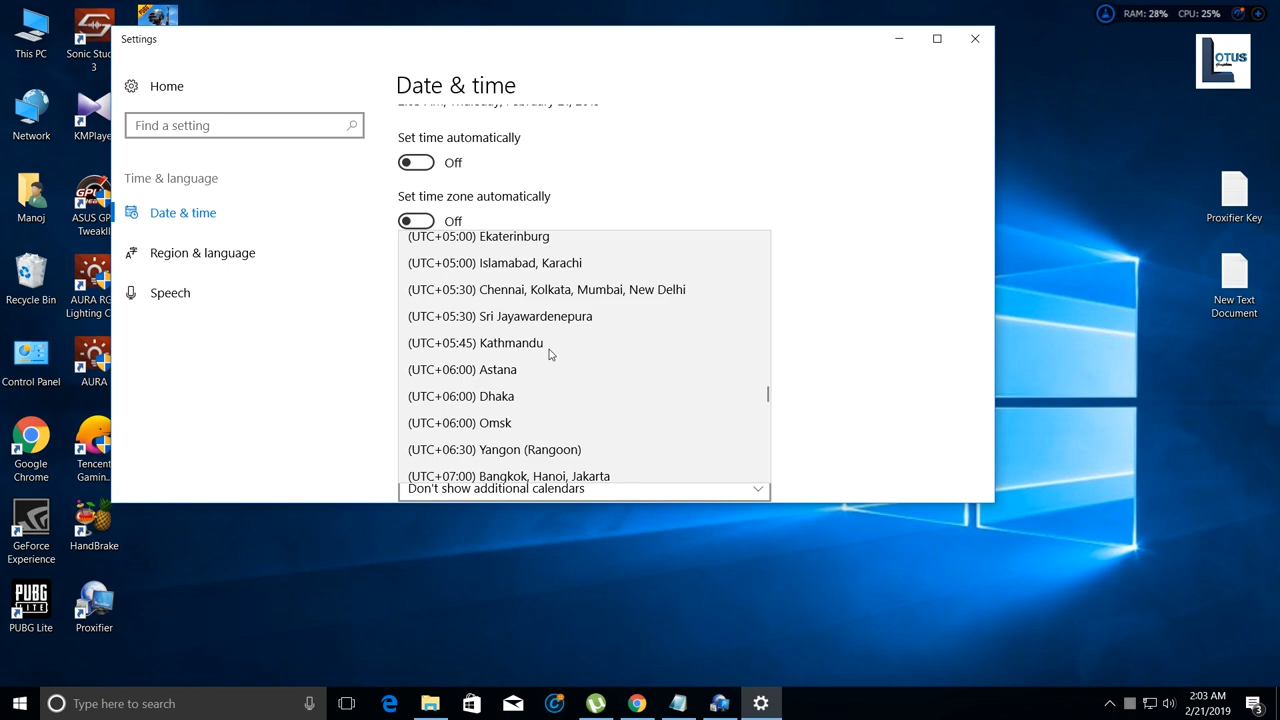 RAM: 28% CPU: 25%
This PC
Sonic Stud...
3
Network
KMPlayer
Manoj
ASUS GPU
TweakII
Recycle Bin
AURA RGB
Lighting C...
Control Panel
AURA
Google
Chrome
Tencent
Gamin...
GeForce
Experience
HandBrake
PUBG Lite
Proxifier
LOTUS
Proxifier Key
New Text
Document
Settings
Home
Find a setting
Time & language
Date & time
Region & language
Speech
Date & time
Set time automatically
Off
Set time zone automatically
Off
(UTC+05:00) Ekaterinburg
(UTC+05:00) Islamabad, Karachi
(UTC+05:30) Chennai, Kolkata, Mumbai, New Delhi
(UTC+05:30) Sri Jayawardenepura
(UTC+05:45) Kathmandu
(UTC+06:00) Astana
(UTC+06:00) Dhaka
(UTC+06:00) Omsk
(UTC+06:30) Yangon (Rangoon)
(UTC+07:00) Bangkok, Hanoi, Jakarta
Don't show additional calendars
Type here to search
2:03 AM
2/21/2019
3